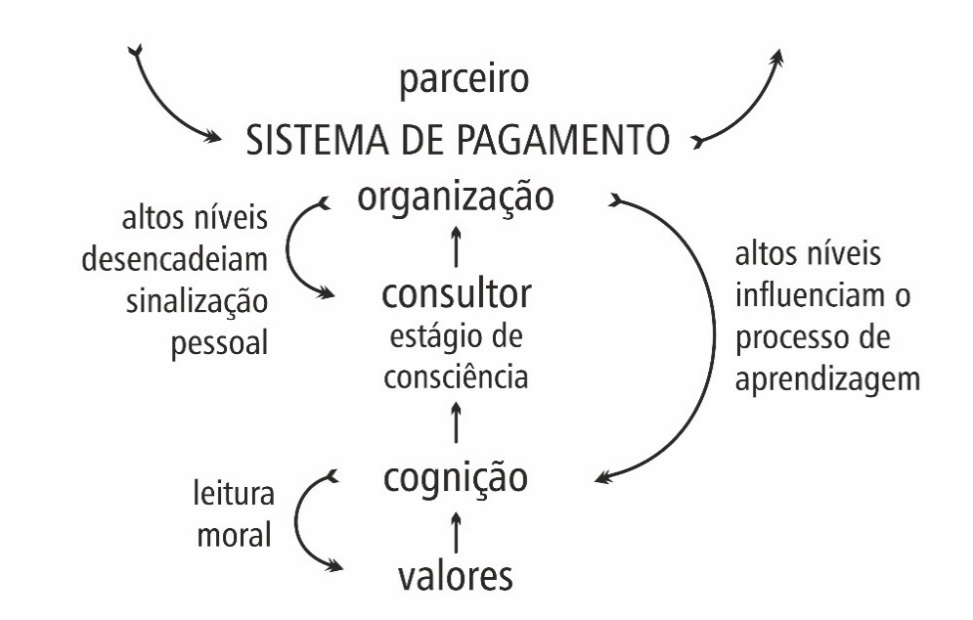 parceiro
SISTEMA DE PAGAMENTO
organização
altos níveis
desencadeiam
sinalização
pessoal
consultor
estágio de
consciência
altos níveis
influenciam o
processo de
aprendizagem
cognição
leitura
moral
valores